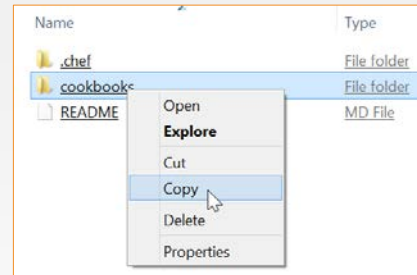 Name Type
.chef File folder
cookbooks File folder
README MD File
Open
Explore
Cut
Copy
Delete
Properties